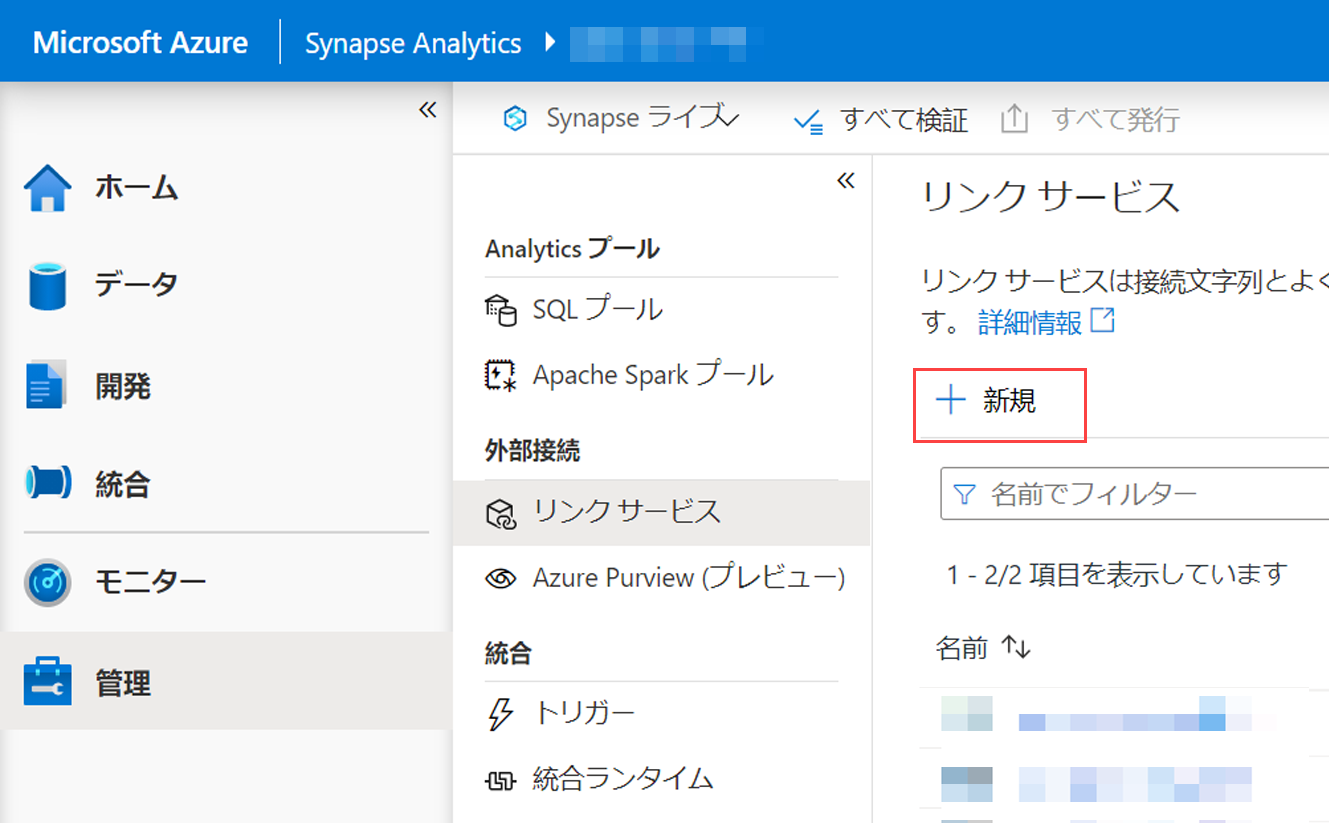 Microsoft Azure
Synapse Analytics
Synapse ライブ
すべて検証
すべて発行
ホーム
データ
開発
統合
モニター
管理
Analytics プール
SQL プール
Apache Spark プール
外部接続
リンク サービス
Azure Purview (プレビュー)
統合
トリガー
統合ランタイム
リンク サービス
リンク サービスは接続文字列とよく
す。 詳細情報
新規
名前でフィルター
1 - 2/2 項目を表示しています
名前